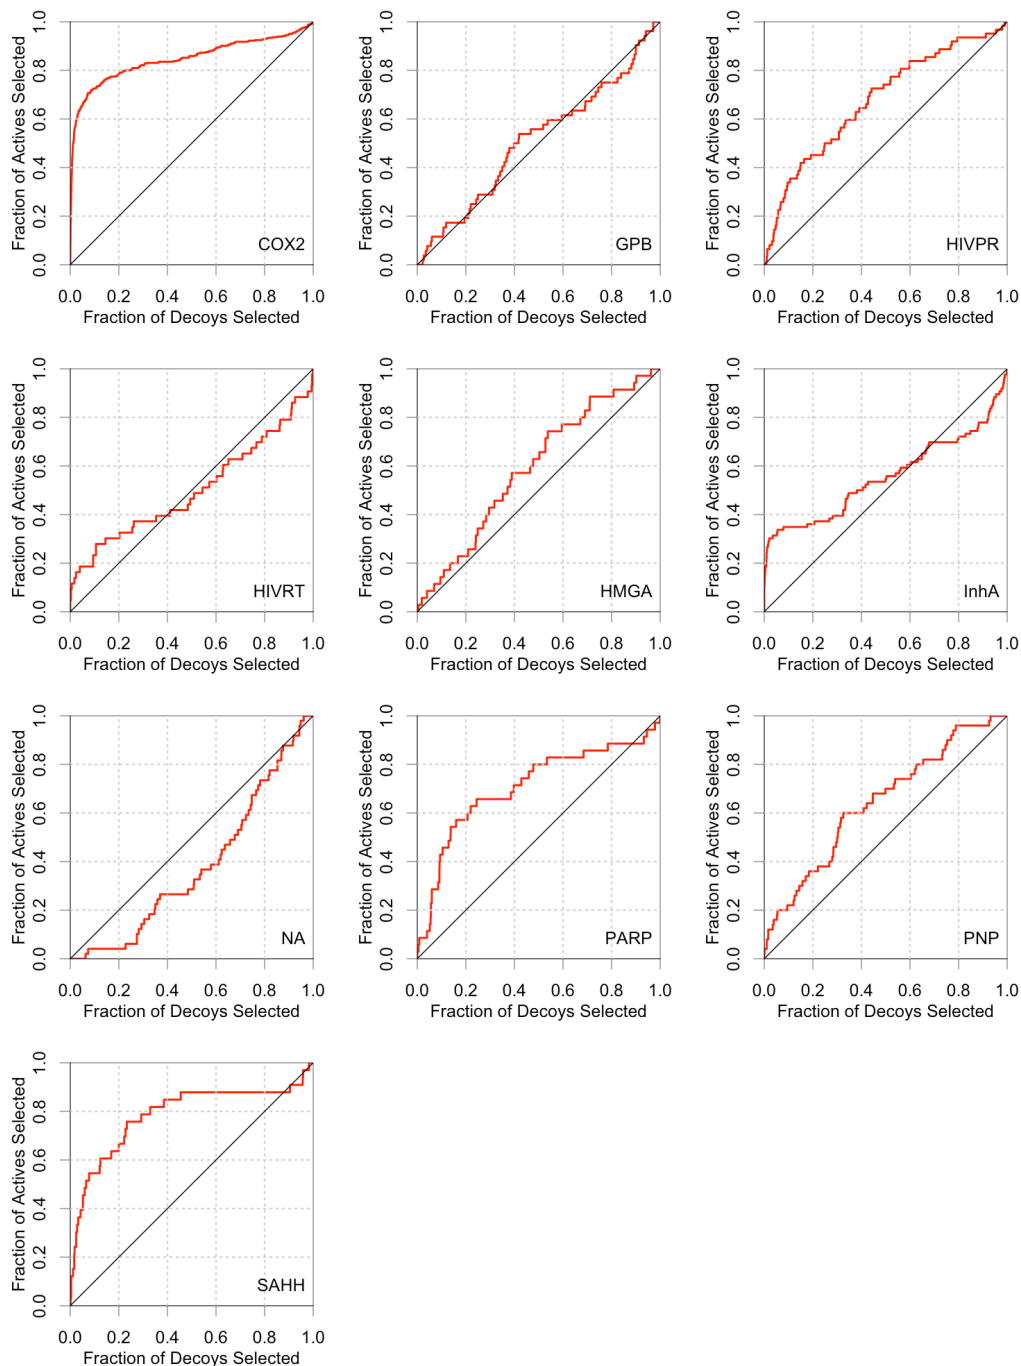 Fraction of Actives Selected
0.0 0.2 0.4 0.6 0.8 1.0
COX2
0.0 0.2 0.4 0.6 0.8 1.0
Fraction of Decoys Selected
Fraction of Actives Selected
0.0 0.2 0.4 0.6 0.8 1.0
GPB
0.0 0.2 0.4 0.6 0.8 1.0
Fraction of Decoys Selected
Fraction of Actives Selected
0.0 0.2 0.4 0.6 0.8 1.0
HIVPR
0.0 0.2 0.4 0.6 0.8 1.0
Fraction of Decoys Selected
Fraction of Actives Selected
0.0 0.2 0.4 0.6 0.8 1.0
HIVRT
0.0 0.2 0.4 0.6 0.8 1.0
Fraction of Decoys Selected
Fraction of Actives Selected
0.0 0.2 0.4 0.6 0.8 1.0
HMGA
0.0 0.2 0.4 0.6 0.8 1.0
Fraction of Decoys Selected
Fraction of Actives Selected
0.0 0.2 0.4 0.6 0.8 1.0
InhA
0.0 0.2 0.4 0.6 0.8 1.0
Fraction of Decoys Selected
Fraction of Actives Selected
0.0 0.2 0.4 0.6 0.8 1.0
NA
0.0 0.2 0.4 0.6 0.8 1.0
Fraction of Decoys Selected
Fraction of Actives Selected
0.0 0.2 0.4 0.6 0.8 1.0
PARP
0.0 0.2 0.4 0.6 0.8 1.0
Fraction of Decoys Selected
Fraction of Actives Selected
0.0 0.2 0.4 0.6 0.8 1.0
PNP
0.0 0.2 0.4 0.6 0.8 1.0
Fraction of Decoys Selected
Fraction of Actives Selected
0.0 0.2 0.4 0.6 0.8 1.0
SAHH
0.0 0.2 0.4 0.6 0.8 1.0
Fraction of Decoys Selected